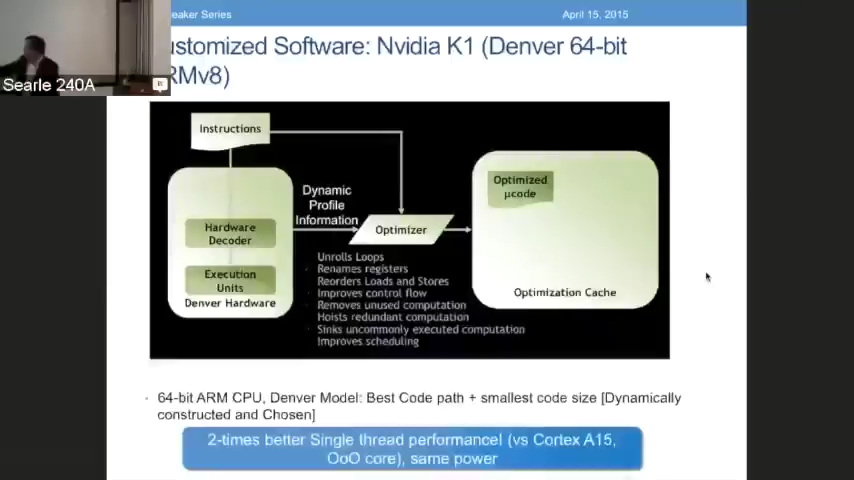 eaker Series
April 15, 2015
ustomized Software: Nvidia K1 (Denver 64-bit
RMv8)
Searle 240A
Instructions
Hardware
Decoder
Execution
Units
Denver Hardware
Dynamic
Profile
Information
Optimizer
Unrolls Loops
Renames registers
Reorders Loads and Stores
Improves control flow
Removes unused computation
Hoists redundant computation
Sinks uncommonly executed computation
Improves scheduling
Optimized
µcode
Optimization Cache
64-bit ARM CPU, Denver Model: Best Code path + smallest code size [Dynamically
constructed and Chosen]
2-times better Single thread performance! (vs Cortex A15,
OoO core), same power